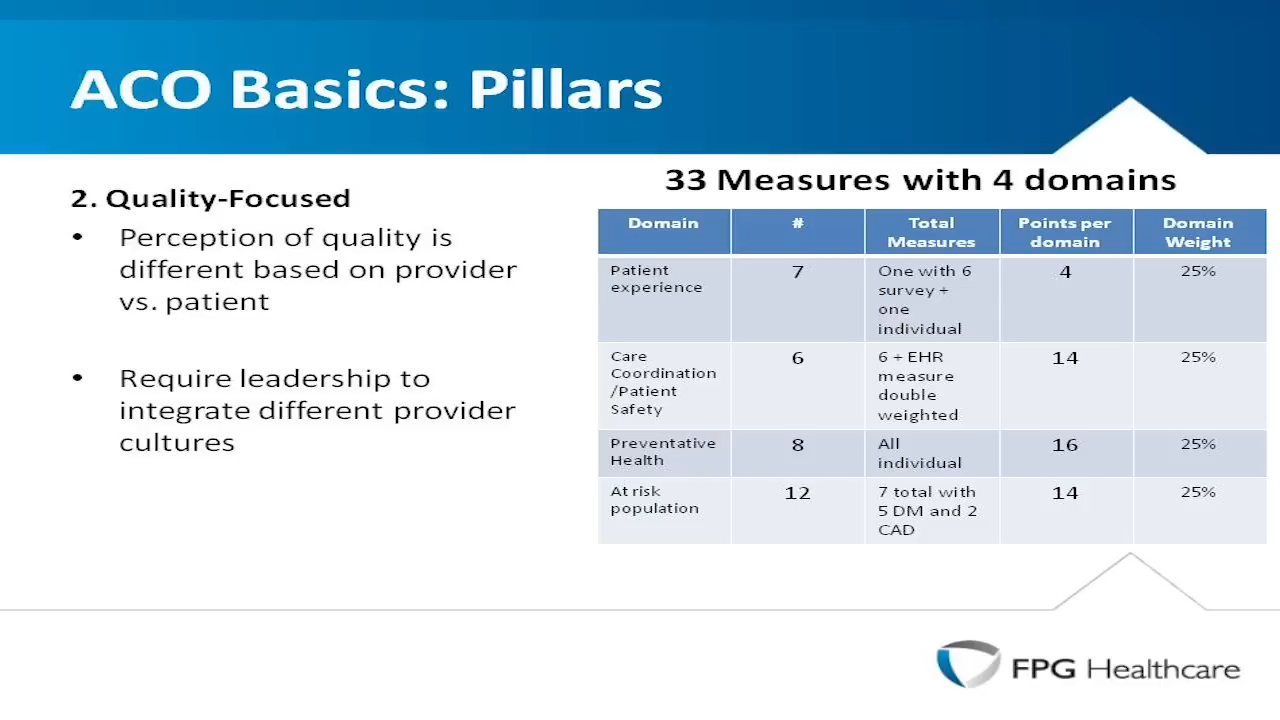 ACO Basics: Pillars
2. Quality-Focused
• Perception of quality is
different based on provider
vs. patient
• Require leadership to
integrate different provider
cultures
33 Measures with 4 domains
Domain # Total Measures Points per domain Domain Weight
Patient experience 7 One with 6 survey + one individual 4 25%
Care Coordination /Patient Safety 6 6 + EHR measure double weighted 14 25%
Preventative Health 8 All individual 16 25%
At risk population 12 7 total with 5 DM and 2 CAD 14 25%
FPG Healthcare